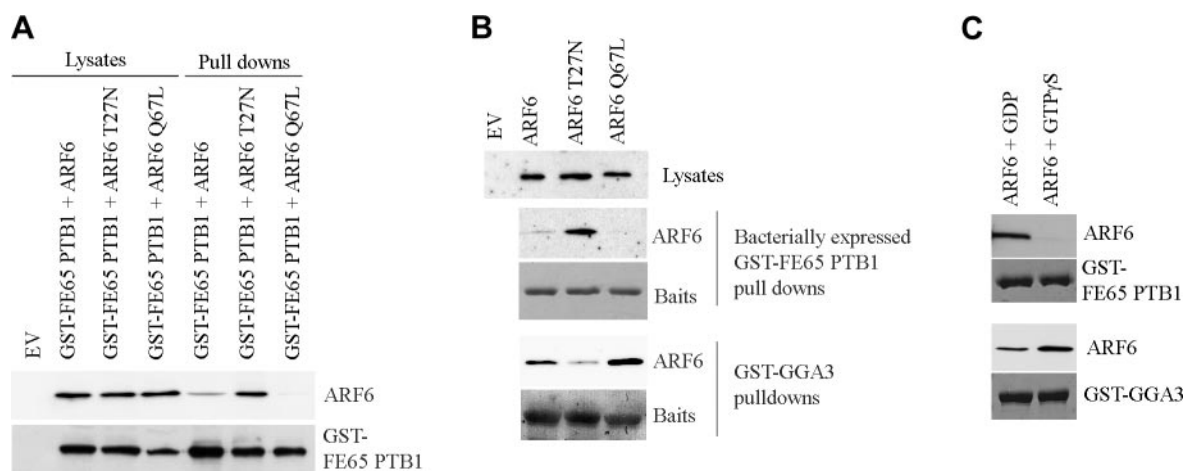 A
Lysates
Pull downs
EV
GST-FE65 PTB1 + ARF6
GST-FE65 PTB1 + ARF6 T27N
GST-FE65 PTB1 + ARF6 Q67L
GST-FE65 PTB1 + ARF6
GST-FE65 PTB1 + ARF6 T27N
GST-FE65 PTB1 + ARF6 Q67L
ARF6
GST-
FE65 PTB1
B
EV
ARF6
ARF6 T27N
ARF6 Q67L
Lysates
ARF6
Baits
Bacterially expressed
GST-FE65 PTB1
pull downs
ARF6
Baits
GST-GGA3
pulldowns
C
ARF6 + GDP
ARF6 + GTPγS
ARF6
GST-
FE65 PTB1
ARF6
GST-GGA3